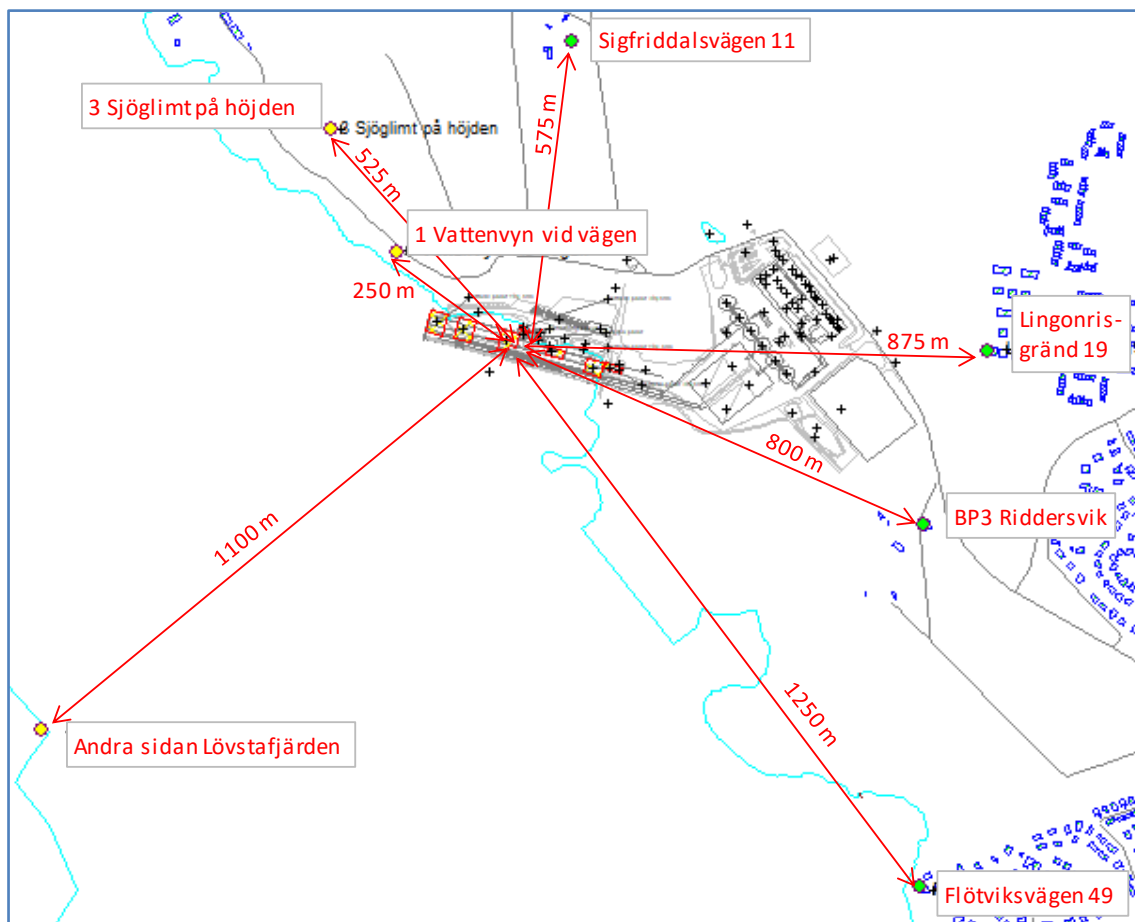 Sigfriddalsvägen 11
3 Sjöglimt på höjden
Sjöglimt på höjden
575 m
525 m
1 Vattenvyn vid vägen
250 m
875 m
Lingonris-
gränd 19
800 m
BP3 Riddersvik
1100 m
1250 m
Andra sidan Lövstafjärden
Flötviksvägen 49